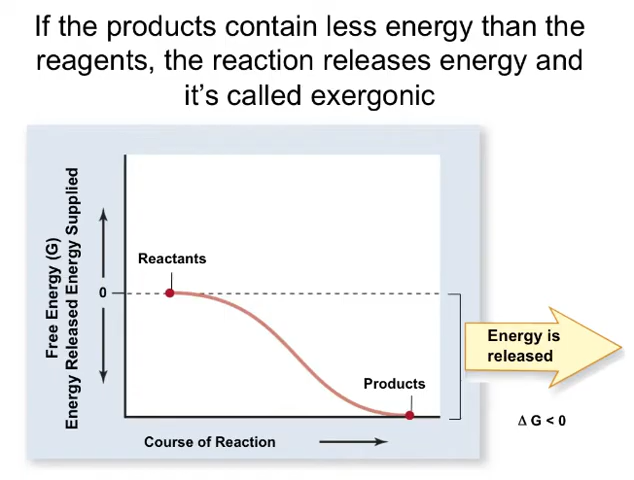 If the products contain less energy than the
reagents, the reaction releases energy and
it's called exergonic
Free Energy (G)
Energy Released Energy Supplied
Reactants
0
Energy is
released
Products
Δ G < 0
Course of Reaction